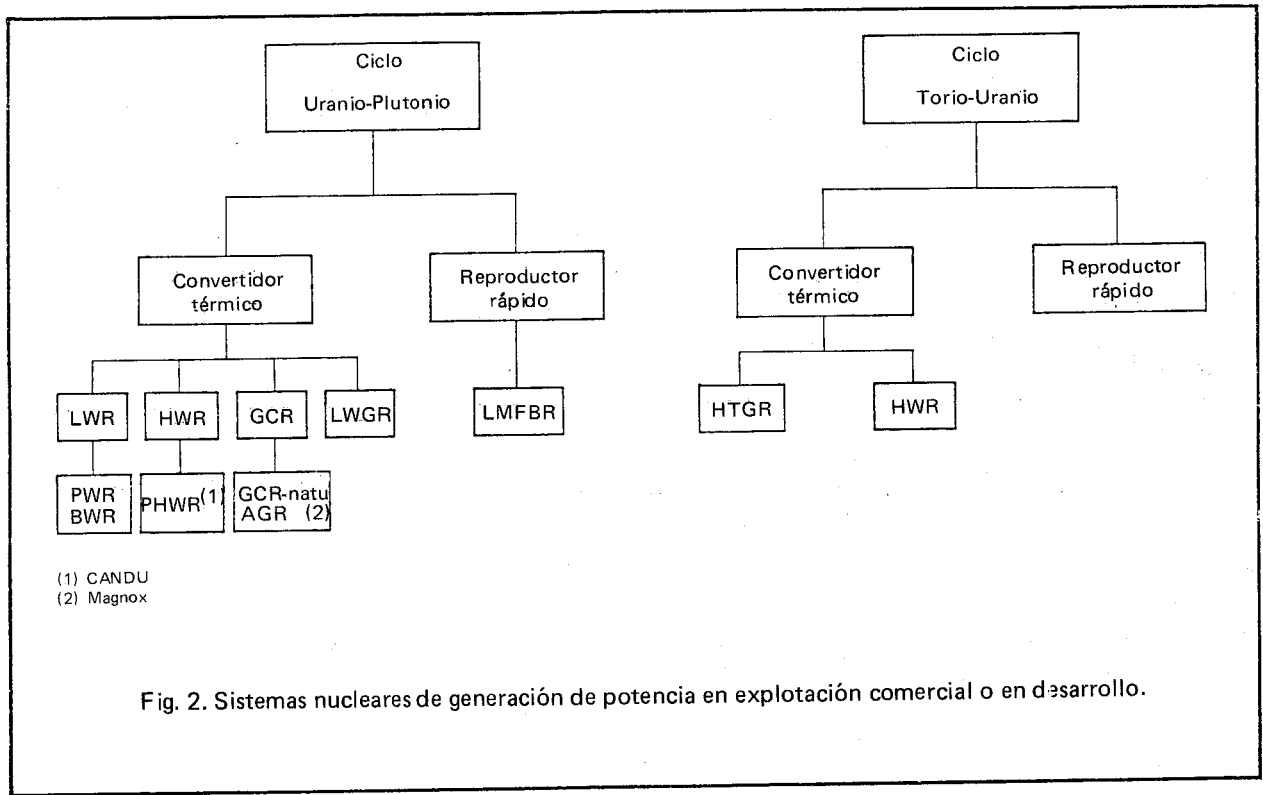 Ciclo
Uranio-Plutonio
Ciclo
Torio-Uranio
Convertidor
térmico
Reproductor
rápido
Convertidor
térmico
Reproductor
rápido
LWR
HWR
GCR
LWGR
LMFBR
HTGR
HWR
PWR
BWR
PHWR(1)
GCR-natu
AGR (2)
(1) CANDU
(2) Magnox
Fig. 2. Sistemas nucleares de generación de potencia en explotación comercial o en desarrollo.